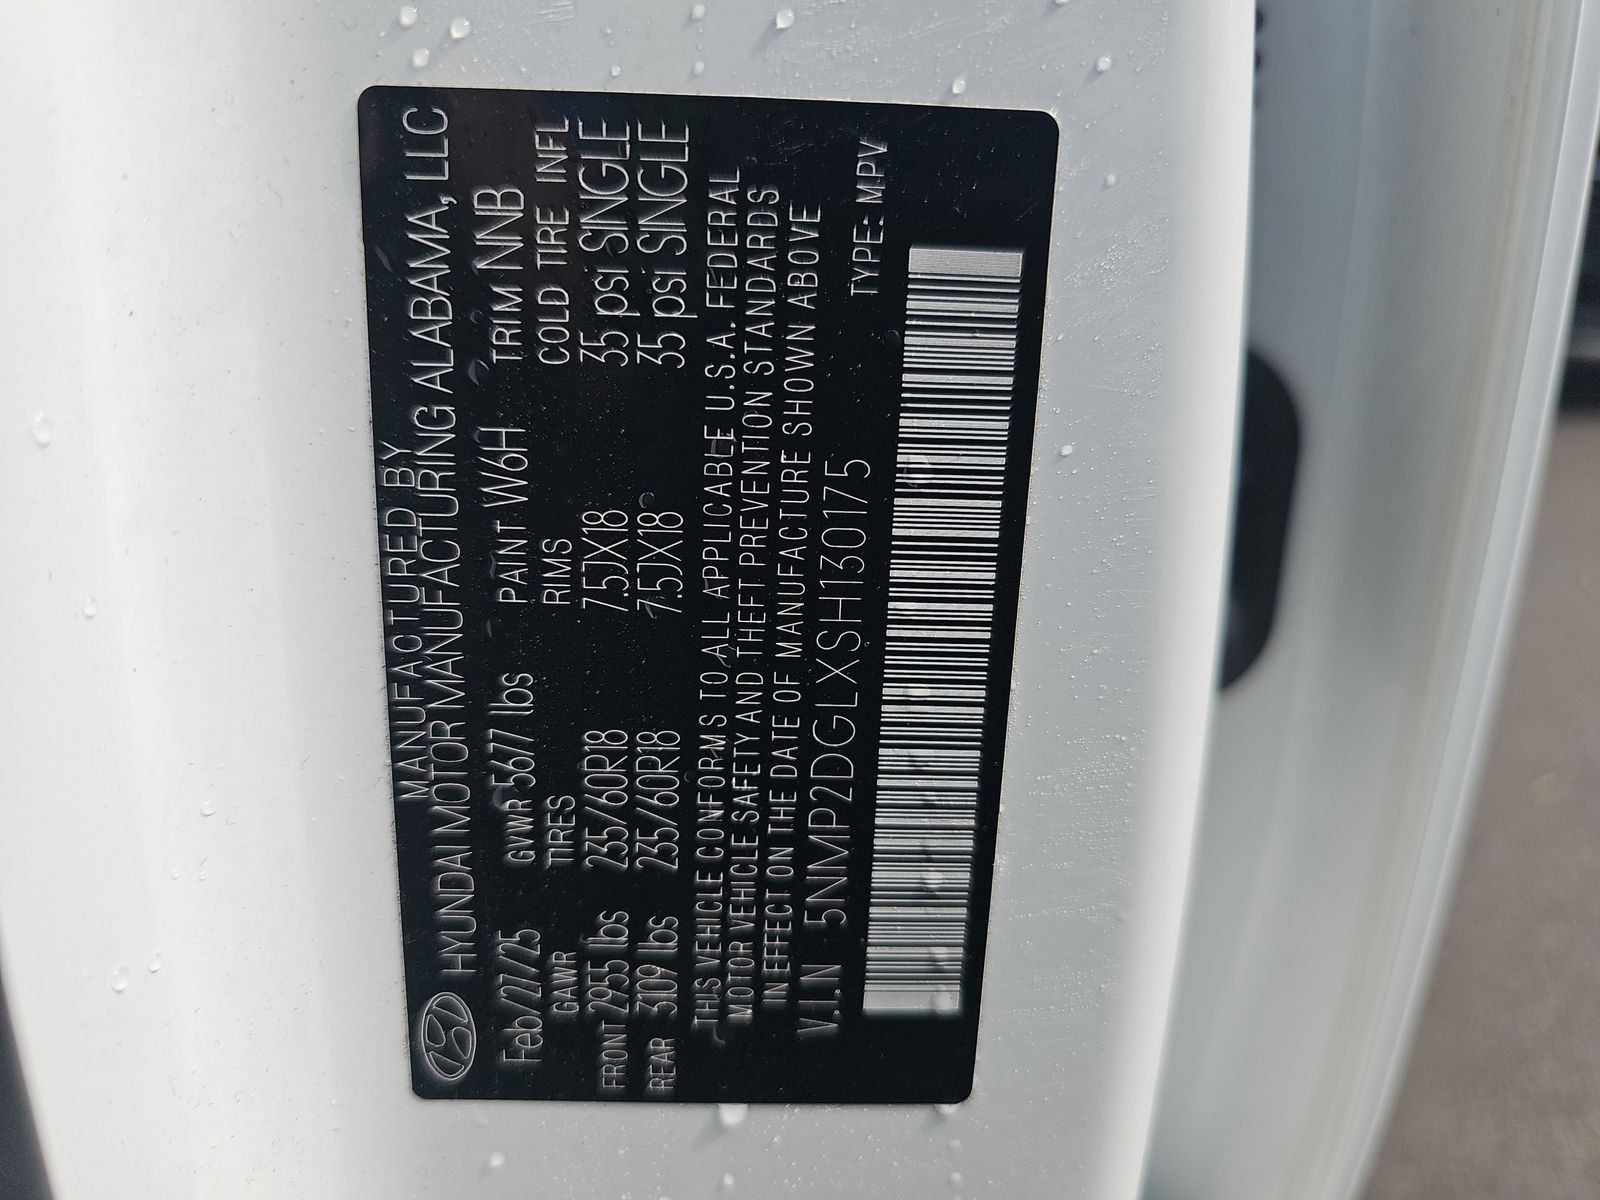 MANUFACTURED BY
HYUNDAI MOTOR MANUFACTURING ALABAMA, LLC
Feb/27/25 GVWR 5677 lbs PAINT W6H TRIM NNB
GAWR TIRES RIMS COLD TIRE INFL
FRONT 2955 lbs 235/60R18 7.5JX18 35 psi SINGLE
REAR 3109 lbs 235/60R18 7.5JX18 35 psi SINGLE
THIS VEHICLE CONFORMS TO ALL APPLICABLE U.S.A. FEDERAL
MOTOR VEHICLE SAFETY AND THEFT PREVENTION STANDARDS
IN EFFECT ON THE DATE OF MANUFACTURE SHOWN ABOVE
V.I.N 5NMP2DGLXSH130175 TYPE: MPV